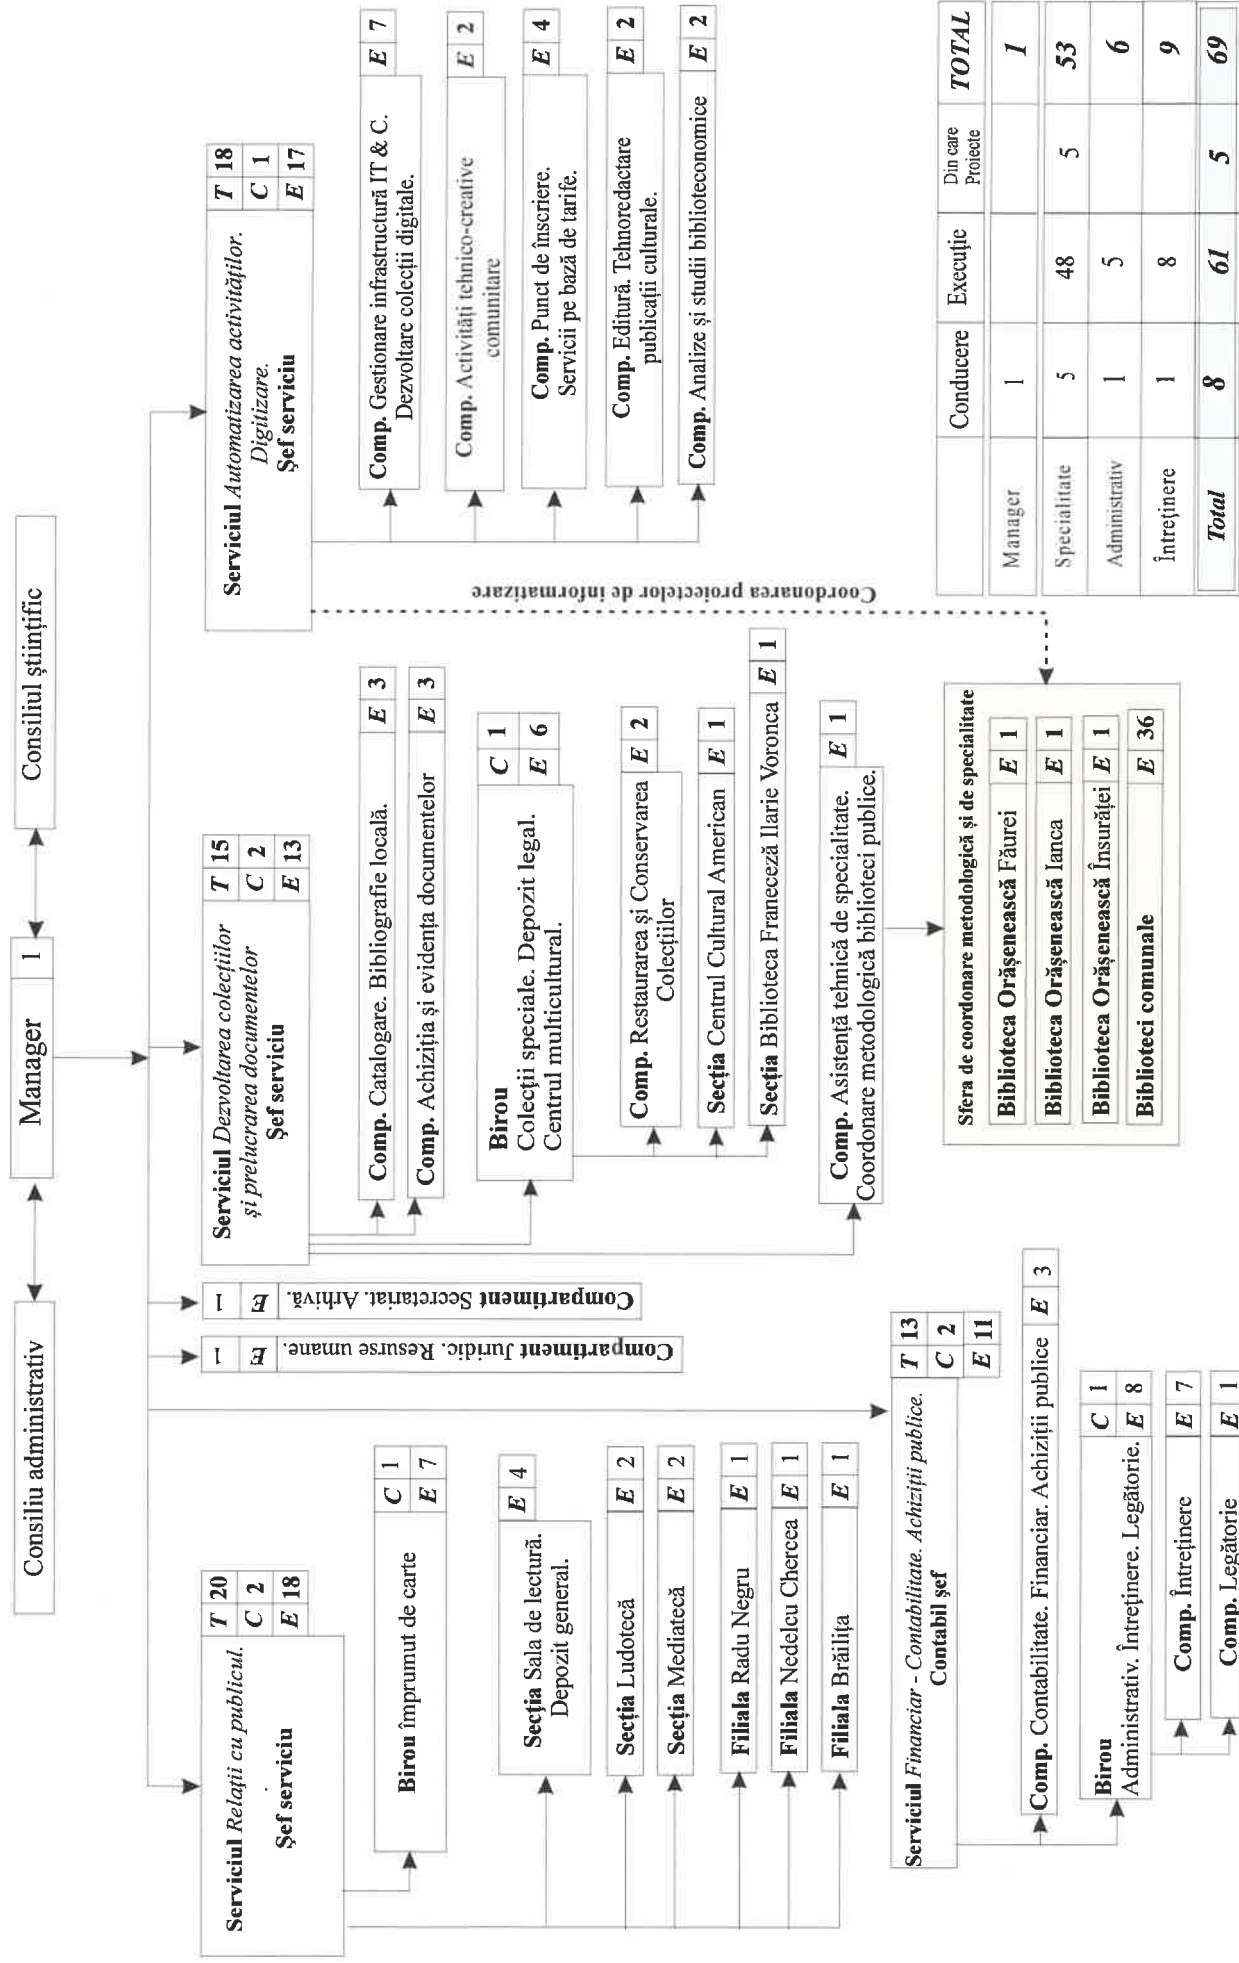 Consiliu administrativ
Manager 1
Consiliul științific
Serviciul Relații cu publicul.
Șef serviciu
T 20
C 2
E 18
Birou împrumut de carte
C 1
E 7
Secția Sala de lectură.
Depozit general.
E 4
Secția Ludotecă E 2
Secția Mediatecă E 2
Filiala Radu Negru E 1
Filiala Nedelcu Chercea E 1
Filiala Brăilița E 1
Compartiment Juridic. Resurse umane. E 1
Compartiment Secretariat. Arhivă. E 1
Serviciul Financiar - Contabilitate. Achiziții publice.
Contabil șef
T 13
C 2
E 11
Comp. Contabilitate. Financiar. Achiziții publice E 3
Birou
Administrativ. Întreținere. Legătorie.
C 1
E 8
Comp. Întreținere E 7
Comp. Legătorie E 1
Serviciul Dezvoltarea colecțiilor
și prelucrarea documentelor
Șef serviciu
T 15
C 2
E 13
Comp. Catalogare. Bibliografie locală. E 3
Comp. Achiziția și evidența documentelor E 3
Birou
Colecții speciale. Depozit legal.
Centrul multicultural.
C 1
E 6
Comp. Restaurarea și Conservarea
Colecțiilor
E 2
Secția Centrul Cultural American E 1
Secția Biblioteca Franeceză Ilarie Voronca E 1
Comp. Asistență tehnică de specialitate.
Coordonare metodologică biblioteci publice.
E 1
Sfera de coordonare metodologică și de specialitate
Biblioteca Orășenească Făurei E 1
Biblioteca Orășenească Ianca E 1
Biblioteca Orășenească Însurăței E 1
Biblioteci comunale E 36
Coordonarea proiectelor de informatizare
Serviciul Automatizarea activităților.
Digitizare.
Șef serviciu
T 18
C 1
E 17
Comp. Gestionare infrastructură IT & C.
Dezvoltare colecții digitale.
E 7
Comp. Activități tehnico-creative
comunitare
E 2
Comp. Punct de înscriere.
Servicii pe bază de tarife.
E 4
Comp. Editură. Tehnoredactare
publicații culturale.
E 2
Comp. Analize și studii biblioteconomice E 2
Conducere Execuție Din care Proiecte TOTAL
Manager 1 1
Specialitate 5 48 5 53
Administrativ 1 5 6
Întreținere 1 8 9
Total 8 61 5 69